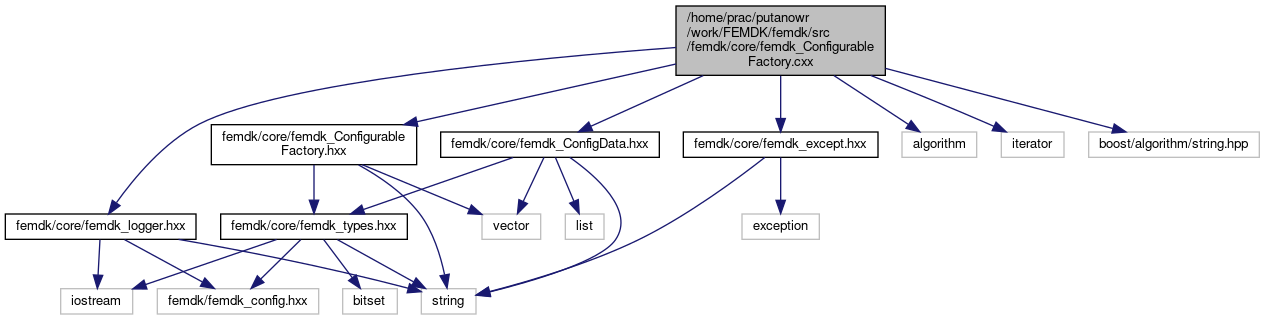 /home/prac/putanowr
/work/FEMDK/femdk/src
/femdk/core/femdk_Configurable
Factory.cxx
femdk/core/femdk_Configurable
Factory.hxx
femdk/core/femdk_ConfigData.hxx
femdk/core/femdk_except.hxx
algorithm
iterator
boost/algorithm/string.hpp
femdk/core/femdk_logger.hxx
femdk/core/femdk_types.hxx
vector
list
exception
iostream
femdk/femdk_config.hxx
bitset
string